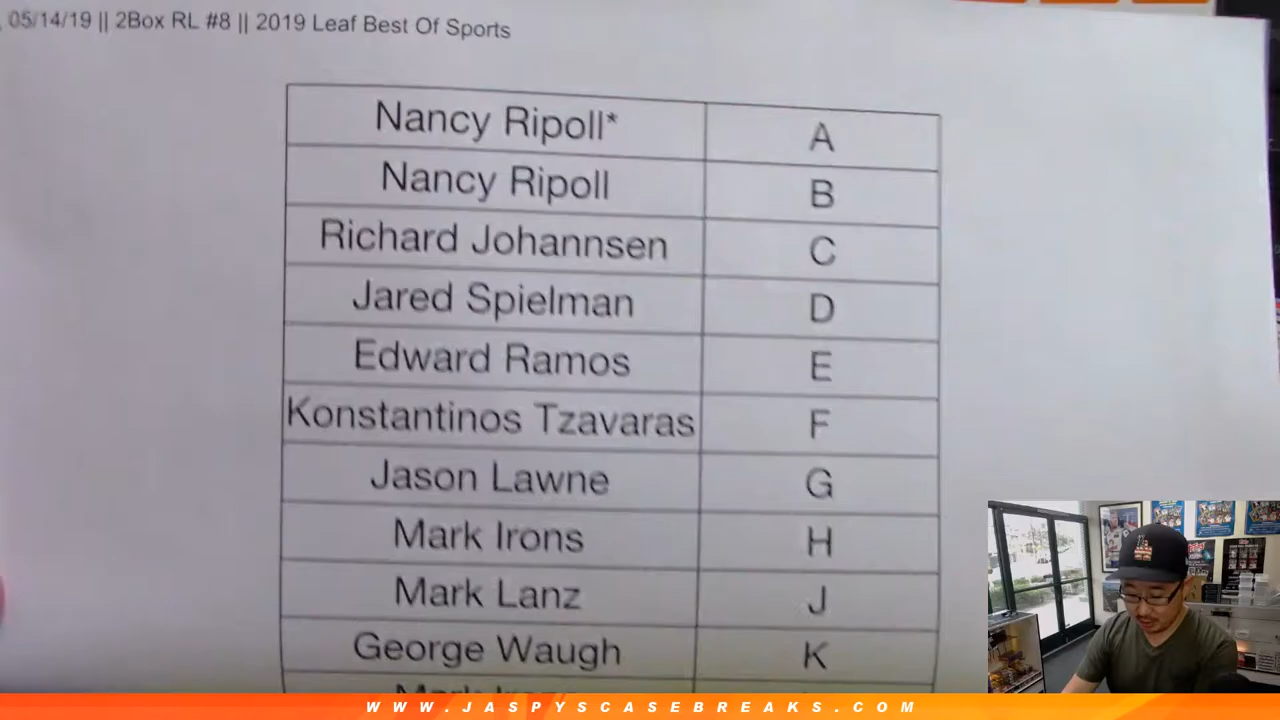 05/14/19 || 2Box RL #8 || 2019 Leaf Best Of Sports
Nancy Ripoll* A
Nancy Ripoll B
Richard Johannsen C
Jared Spielman D
Edward Ramos E
Konstantinos Tzavaras F
Jason Lawne G
Mark Irons H
Mark Lanz J
George Waugh K
WWW.JASPYSCASEBREAKS.COM